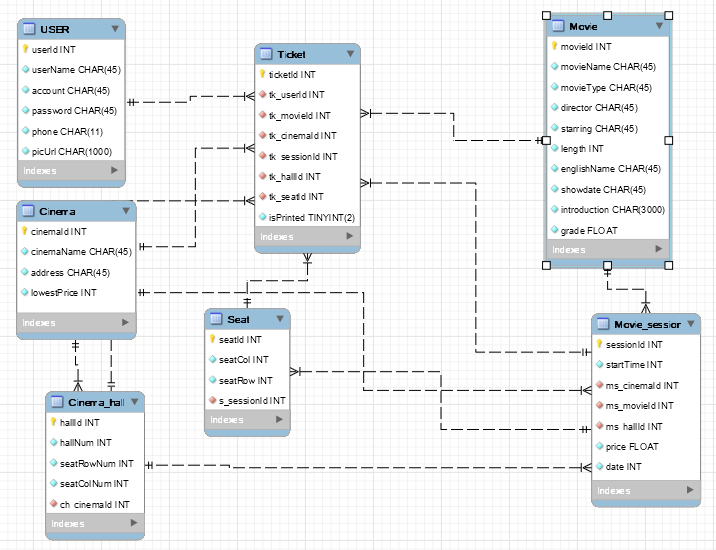 USER
userId INT
userName CHAR(45)
account CHAR(45)
password CHAR(45)
phone CHAR(11)
picUrl CHAR(1000)
Indexes
Ticket
ticketId INT
tk_userId INT
tk_movieId INT
tk_cinemaId INT
tk_sessionId INT
tk_hallId INT
tk_seatId INT
isPrinted TINYINT(2)
Indexes
Movie
movieId INT
movieName CHAR(45)
movieType CHAR(45)
director CHAR(45)
starring CHAR(45)
length INT
englishName CHAR(45)
showdate CHAR(45)
introduction CHAR(3000)
grade FLOAT
Indexes
Cinema
cinemaId INT
cinemaName CHAR(45)
address CHAR(45)
lowestPrice INT
Indexes
Seat
seatId INT
seatCol INT
seatRow INT
s_sessionId INT
Indexes
Movie_session
sessionId INT
startTime INT
ms_cinemaId INT
ms_movieId INT
ms_hallId INT
price FLOAT
date INT
Indexes
Cinema_hall
hallId INT
hallNum INT
seatRowNum INT
seatColNum INT
ch_cinemaId INT
Indexes